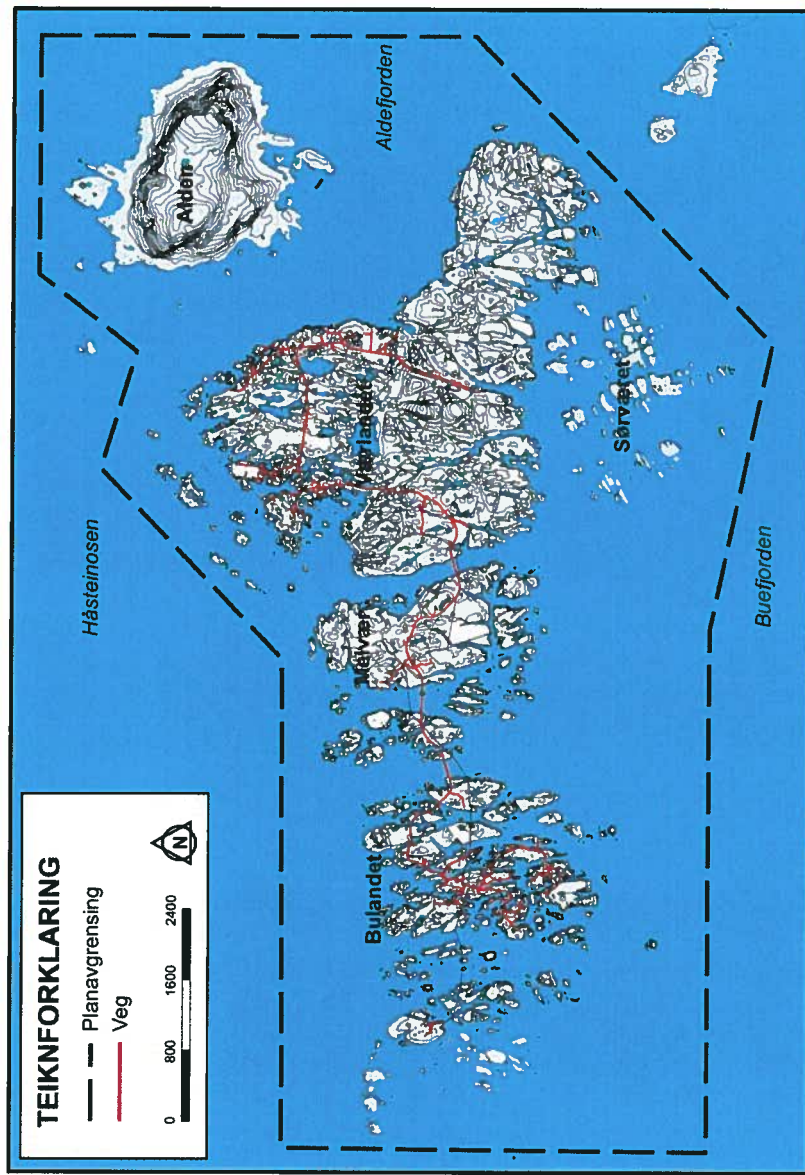 TEIKNFORKLARING
Planavgrensing
Veg
0 800 1600 2400
N
Håsteinosen
Alden
Aldefjorden
Værlandet
Melvær
Bulandet
Sørværet
Buefjorden